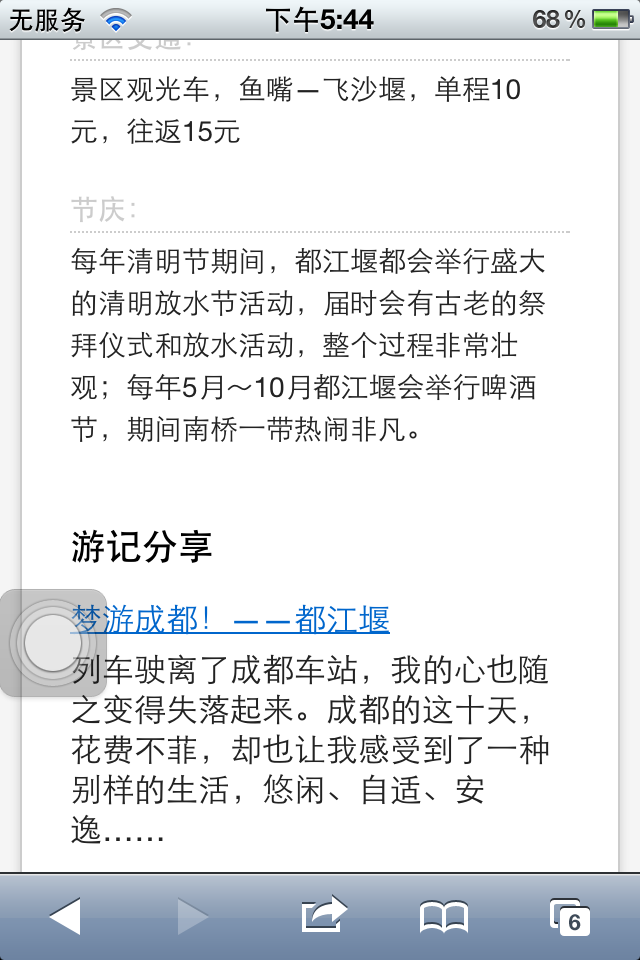 无服务
下午5:44
68%
景区交通：
景区观光车，鱼嘴—飞沙堰，单程10
元，往返15元
节庆：
每年清明节期间，都江堰都会举行盛大
的清明放水节活动，届时会有古老的祭
拜仪式和放水活动，整个过程非常壮
观；每年5月～10月都江堰会举行啤酒
节，期间南桥一带热闹非凡。
游记分享
梦游成都！——都江堰
列车驶离了成都车站，我的心也随
之变得失落起来。成都的这十天，
花费不菲，却也让我感受到了一种
别样的生活，悠闲、自适、安
逸……
6